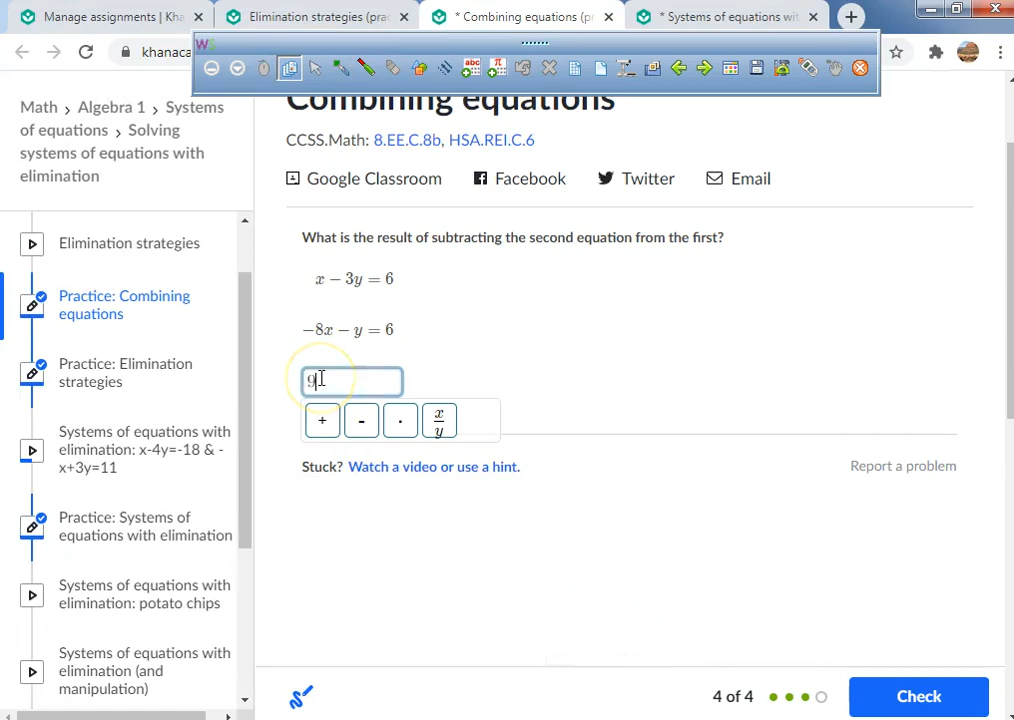 Manage assignments | Kha
Elimination strategies (prac
* Combining equations (pr
* Systems of equations wit
khanaca
Math > Algebra 1 > Systems
of equations > Solving
systems of equations with
elimination
Elimination strategies
Practice: Combining
equations
Practice: Elimination
strategies
Systems of equations with
elimination: x-4y=-18 & -
x+3y=11
Practice: Systems of
equations with elimination
Systems of equations with
elimination: potato chips
Systems of equations with
elimination (and
manipulation)
Combining equations
CCSS.Math: 8.EE.C.8b, HSA.REI.C.6
Google Classroom Facebook Twitter Email
What is the result of subtracting the second equation from the first?
x − 3y = 6
−8x − y = 6
9
+ - · x/y
Stuck? Watch a video or use a hint.
Report a problem
4 of 4
Check